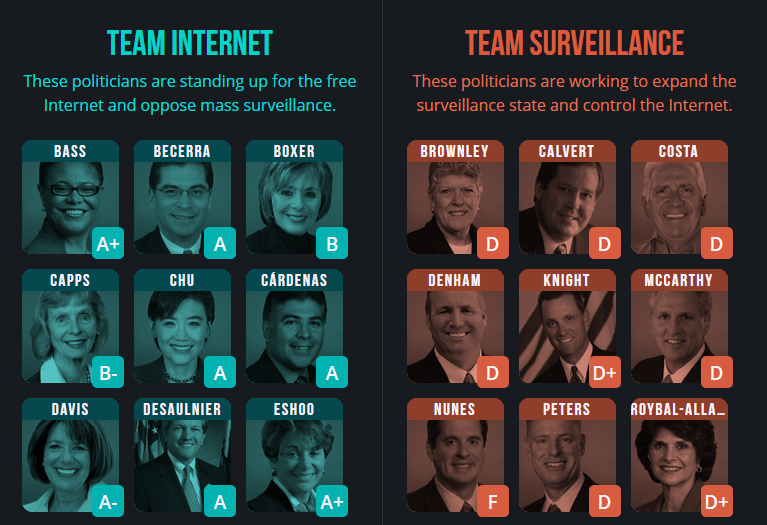 TEAM INTERNET
These politicians are standing up for the free
Internet and oppose mass surveillance.
BASS
A+
BECERRA
A
BOXER
B
CAPPS
B-
CHU
A
CÁRDENAS
A
DAVIS
A-
DESAULNIER
A
ESHOO
A+
TEAM SURVEILLANCE
These politicians are working to expand the
surveillance state and control the Internet.
BROWNLEY
D
CALVERT
D
COSTA
D
DENHAM
D
KNIGHT
D+
MCCARTHY
D
NUNES
F
PETERS
D
ROYBAL-ALLA...
D+